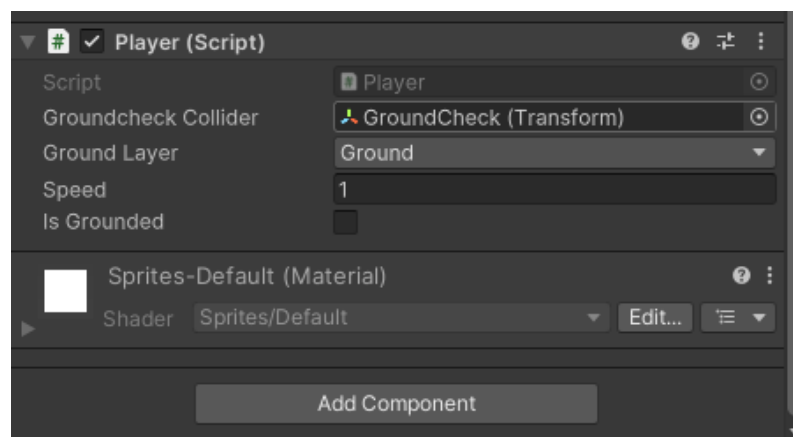 Player (Script)
Script Player
Groundcheck Collider GroundCheck (Transform)
Ground Layer Ground
Speed 1
Is Grounded
Sprites-Default (Material)
Shader Sprites/Default Edit...
Add Component